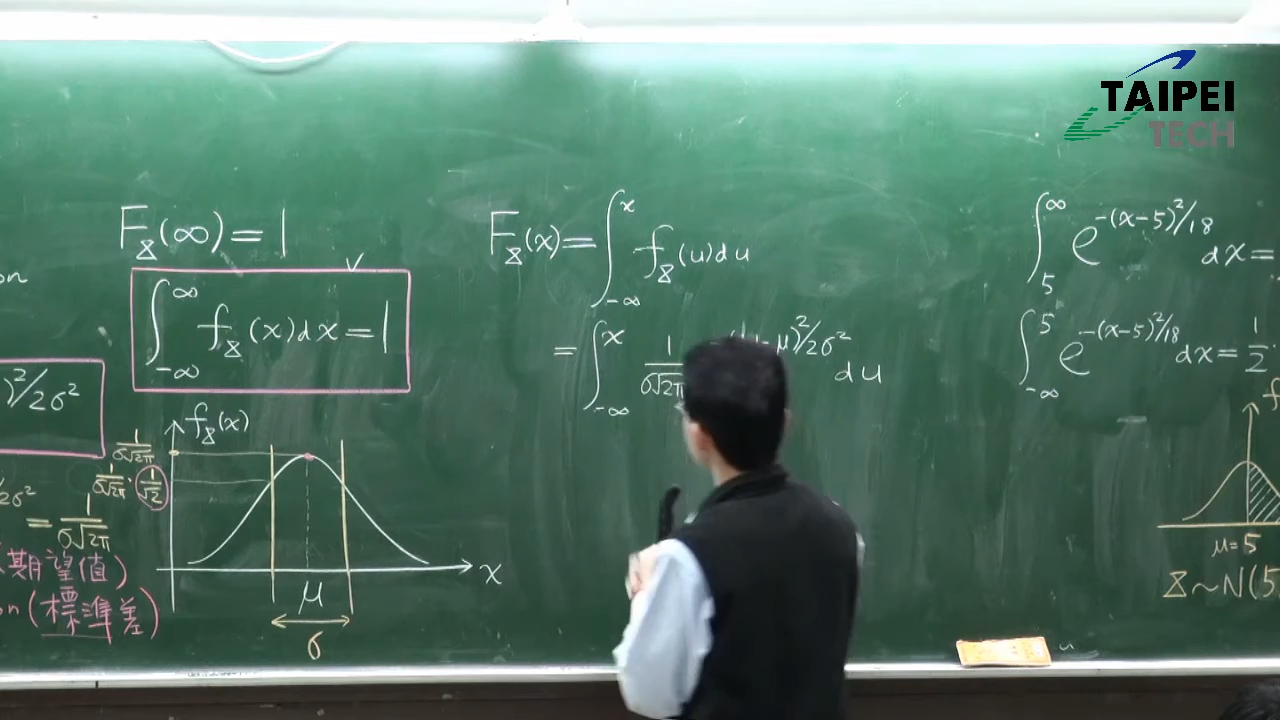 TAIPEI
TECH
on
)²/2σ²
/2σ²
= 1/(σ√2π)
期望(值)
on(標準差)
F_X(∞)=1
∫_{-∞}^{∞} f_X(x)dx=1
f_X(x)
1/(σ√2π)
1/(σ√2π)·1/√2
x
μ
σ
F_X(x)=∫_{-∞}^{x} f_X(u)du
=∫_{-∞}^{x} 1/(σ√2π) μ)²/2σ² du
∫_5^∞ e^{-(x-5)²/18} dx=
∫_{-∞}^5 e^{-(x-5)²/18} dx=1/2·
f
μ=5
X~N(5